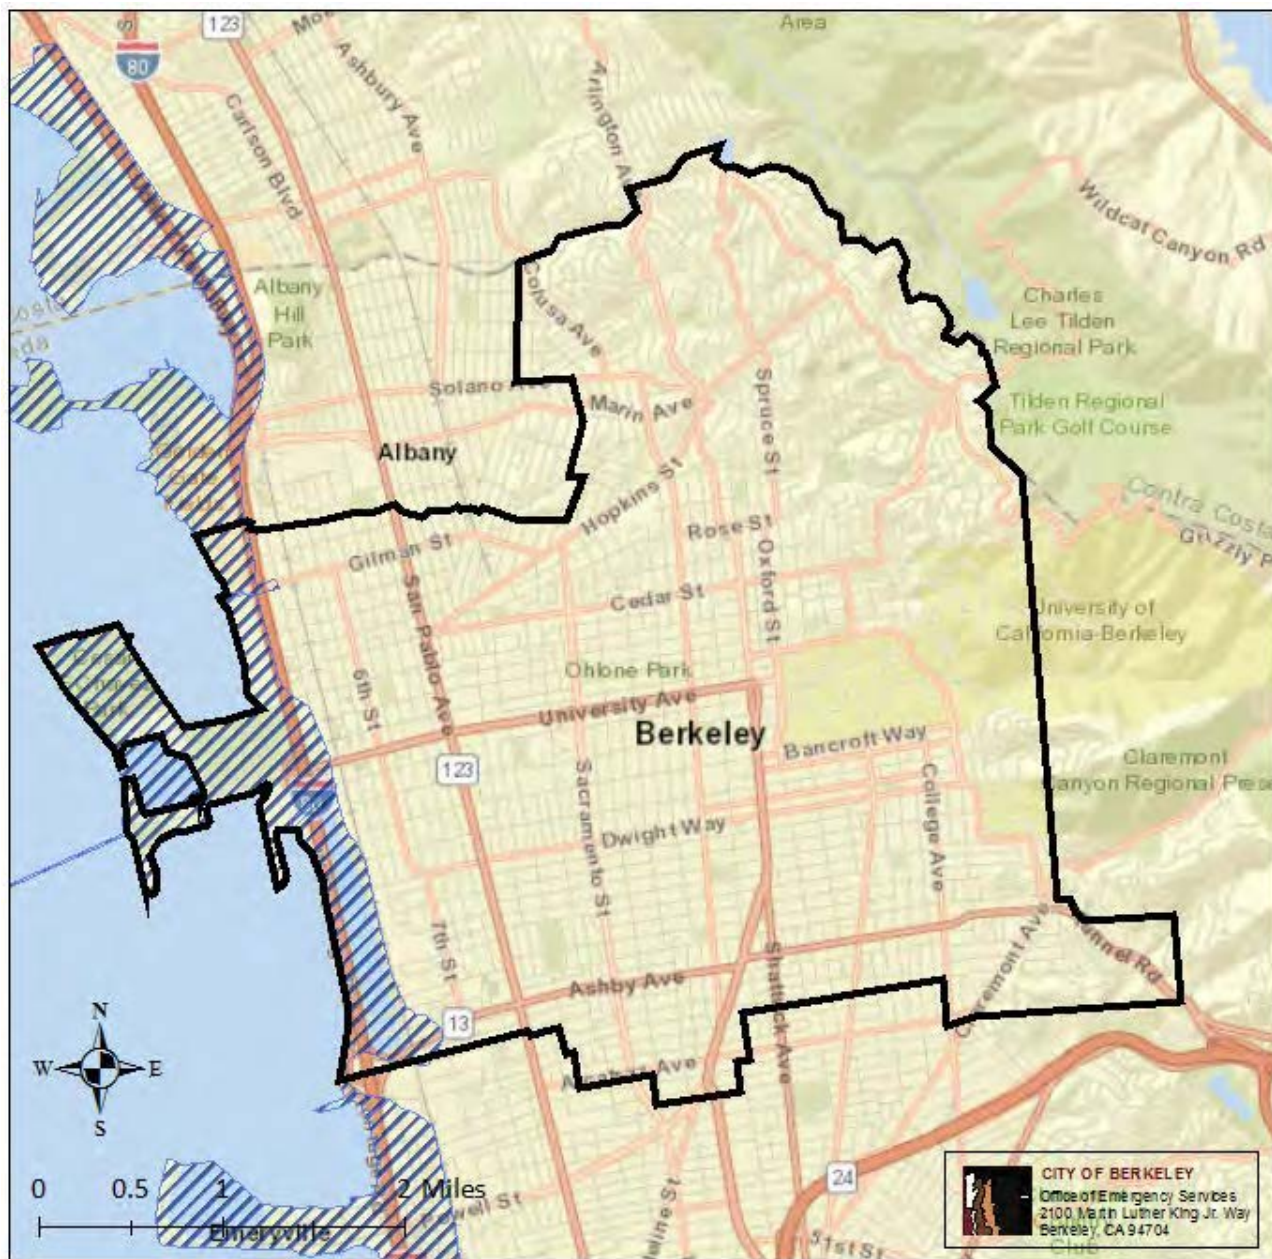 Area
123
80
Ashbury Ave
Carlson Blvd
Wildcat Canyon Rd
Albany
Hill
Park
Colusa Ave
Charles
Lee Tilden
Regional Park
Solano Ave
Marin Ave
Spruce St
Tilden Regional
Park Golf Course
Albany
Hopkins St
Contra Costa
Rose St
Oxford St
Gilman St
San Pablo Ave
Cedar St
University of
California-Berkeley
Ohlone Park
6th St
University Ave
Berkeley
Bancroft Way
123
Claremont
Canyon Regional Prese
Sacramento St
College Ave
Dwight Way
7th St
Shattuck Ave
Claremont Ave
Ashby Ave
13
N
W
E
S
24
0
0.5
1
2 Miles
Emeryville
51st St
CITY OF BERKELEY
Office of Emergency Services
2100 Martin Luther King Jr. Way
Berkeley, CA 94704
Club